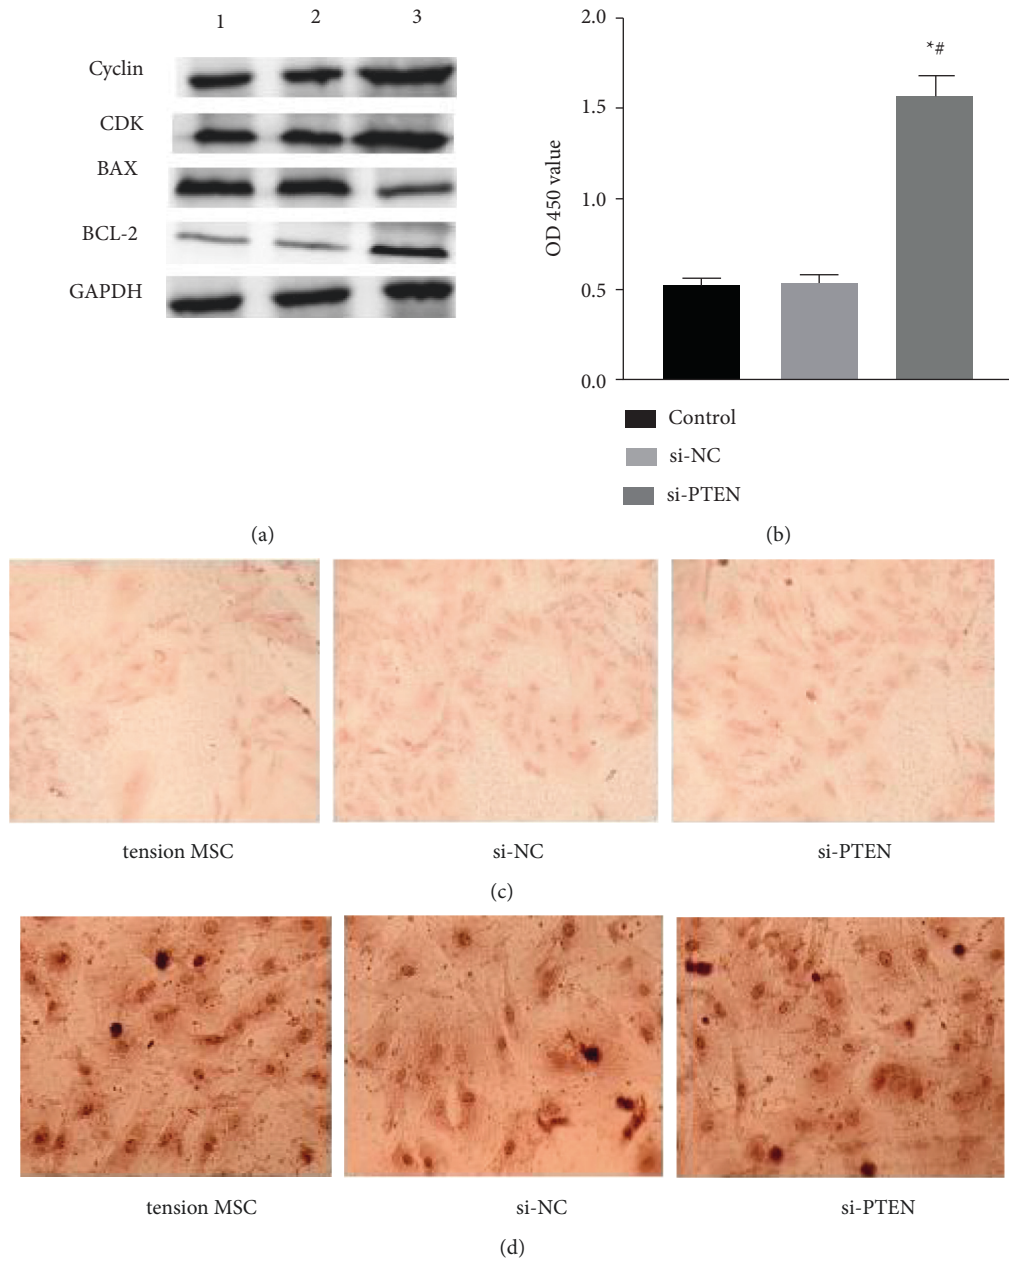 1 2 3
Cyclin
CDK
BAX
BCL-2
GAPDH
(a)
2.0
1.5
1.0
0.5
0.0
OD 450 value
*#
Control
si-NC
si-PTEN
(b)
tension MSC si-NC si-PTEN
(c)
tension MSC si-NC si-PTEN
(d)